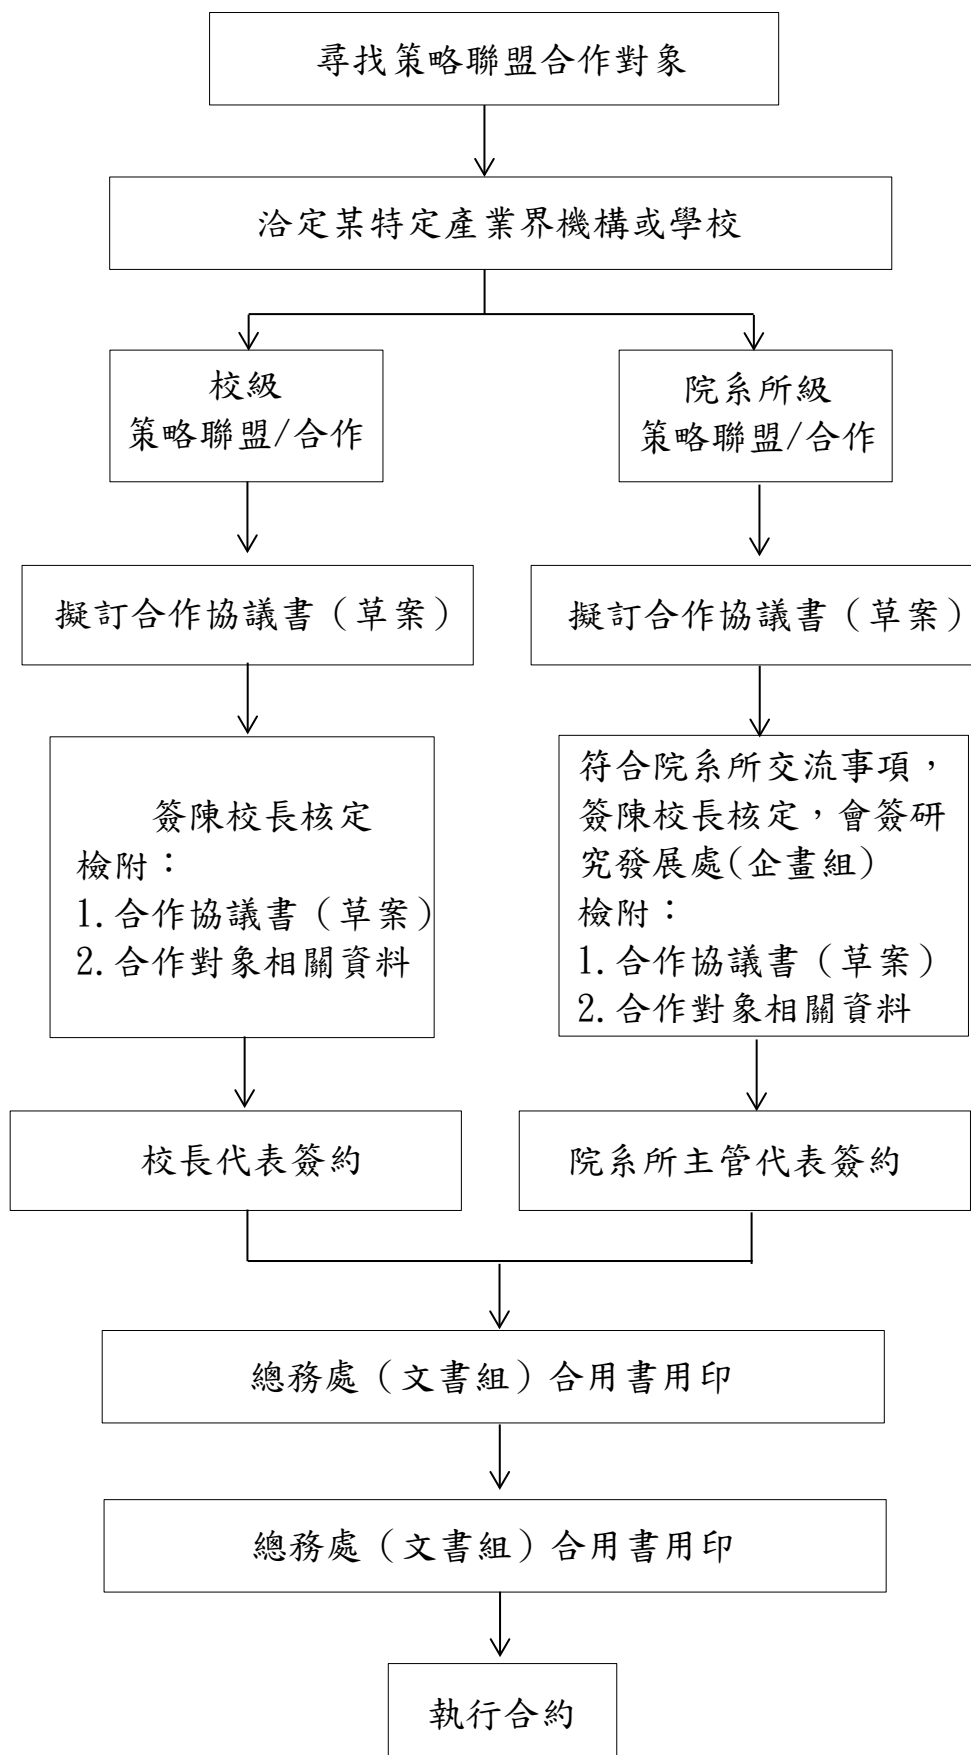 尋找策略聯盟合作對象
洽定某特定產業界機構或學校
校級
策略聯盟/合作
院系所級
策略聯盟/合作
擬訂合作協議書（草案）
擬訂合作協議書（草案）
簽陳校長核定
檢附：
1.合作協議書（草案）
2.合作對象相關資料
符合院系所交流事項，
簽陳校長核定，會簽研
究發展處(企畫組)
檢附：
1.合作協議書（草案）
2.合作對象相關資料
校長代表簽約
院系所主管代表簽約
總務處（文書組）合用書用印
總務處（文書組）合用書用印
執行合約